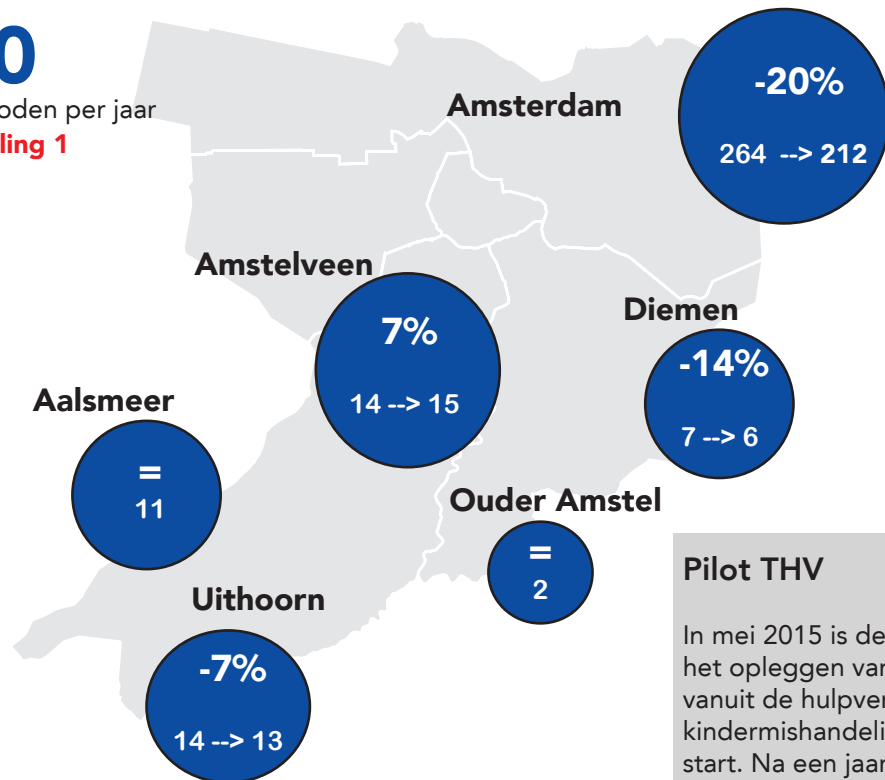 0
oden per jaar
ling 1
Amsterdam
-20%
264 --> 212
Amstelveen
7%
14 --> 15
Diemen
-14%
7 --> 6
Aalsmeer
=
11
Ouder Amstel
=
2
Uithoorn
-7%
14 --> 13
Pilot THV
In mei 2015 is de
het opleggen van
vanuit de hulpver
kindermishandeli
start. Na een jaar